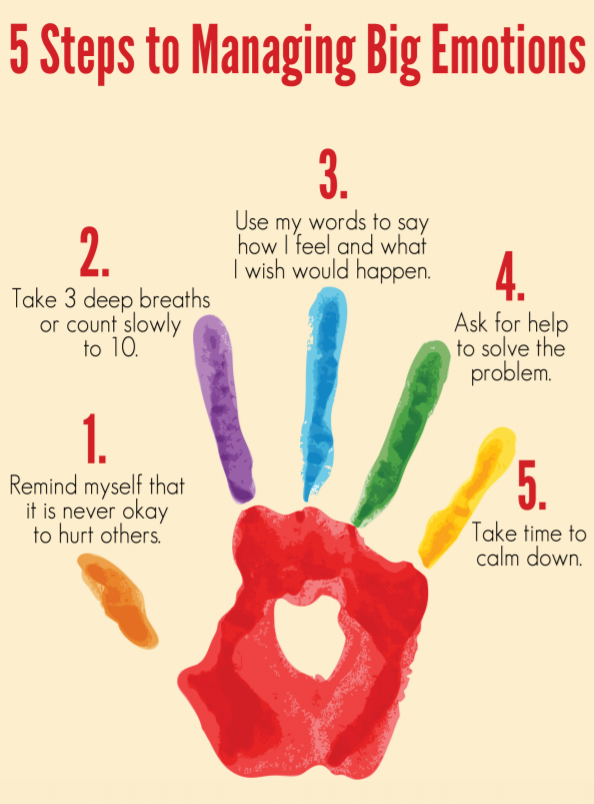 5 Steps to Managing Big Emotions
1.
Remind myself that
it is never okay
to hurt others.
2.
Take 3 deep breaths
or count slowly
to 10.
3.
Use my words to say
how I feel and what
I wish would happen.
4.
Ask for help
to solve the
problem.
5.
Take time to
calm down.